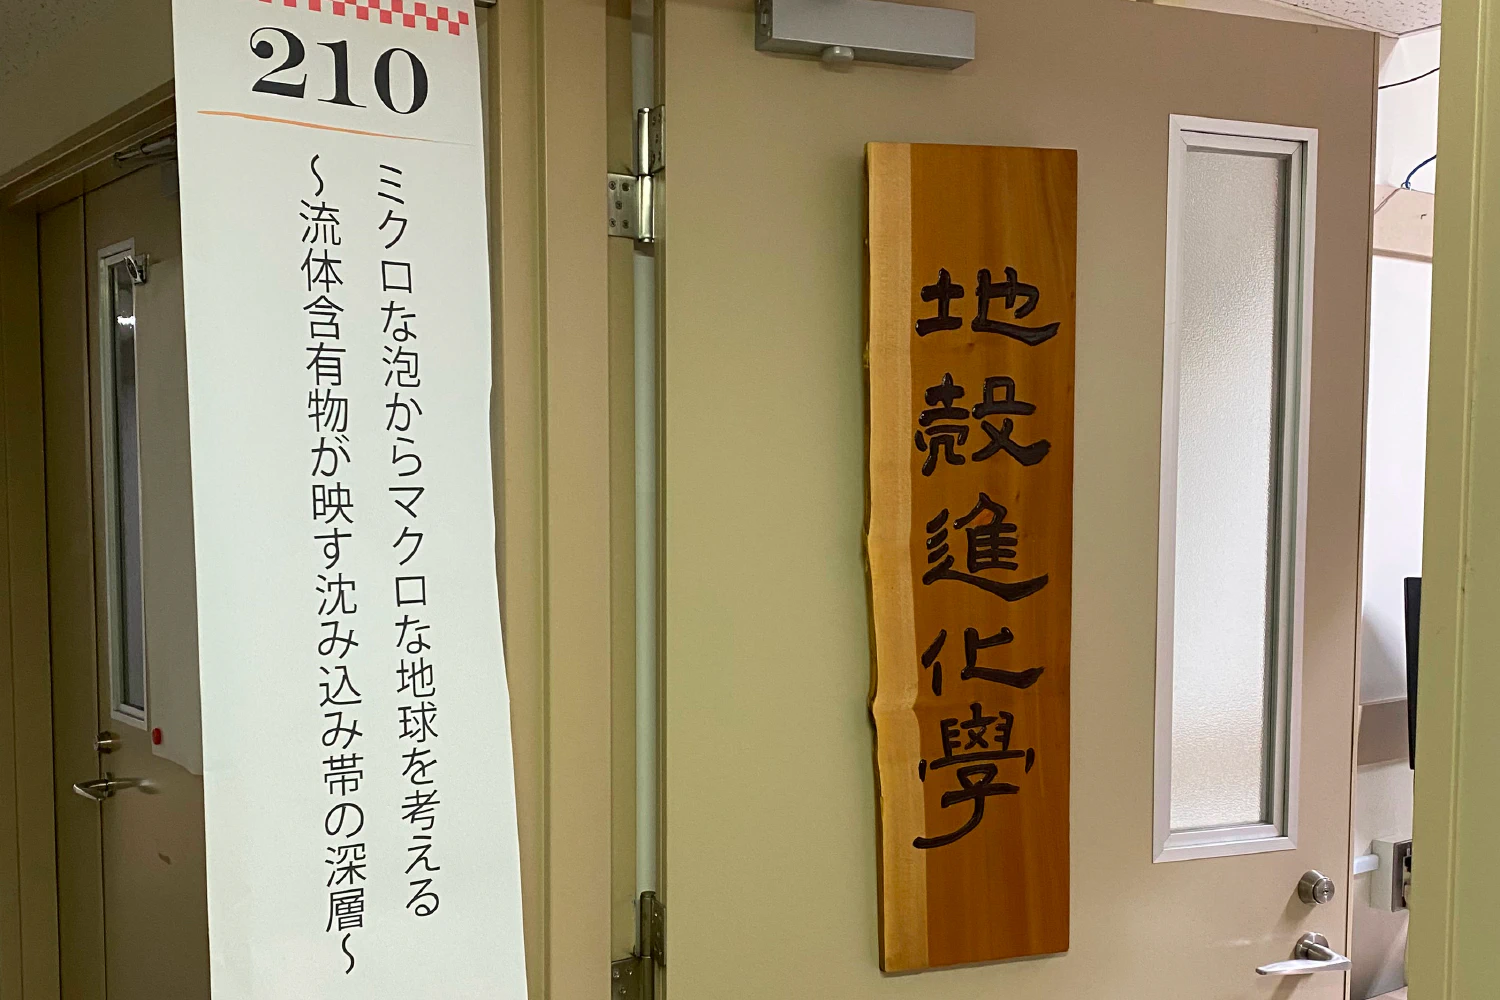 210
ミクロな泡からマクロな地球を考える
～流体含有物が映す沈み込み帯の深層～
地殻進化學